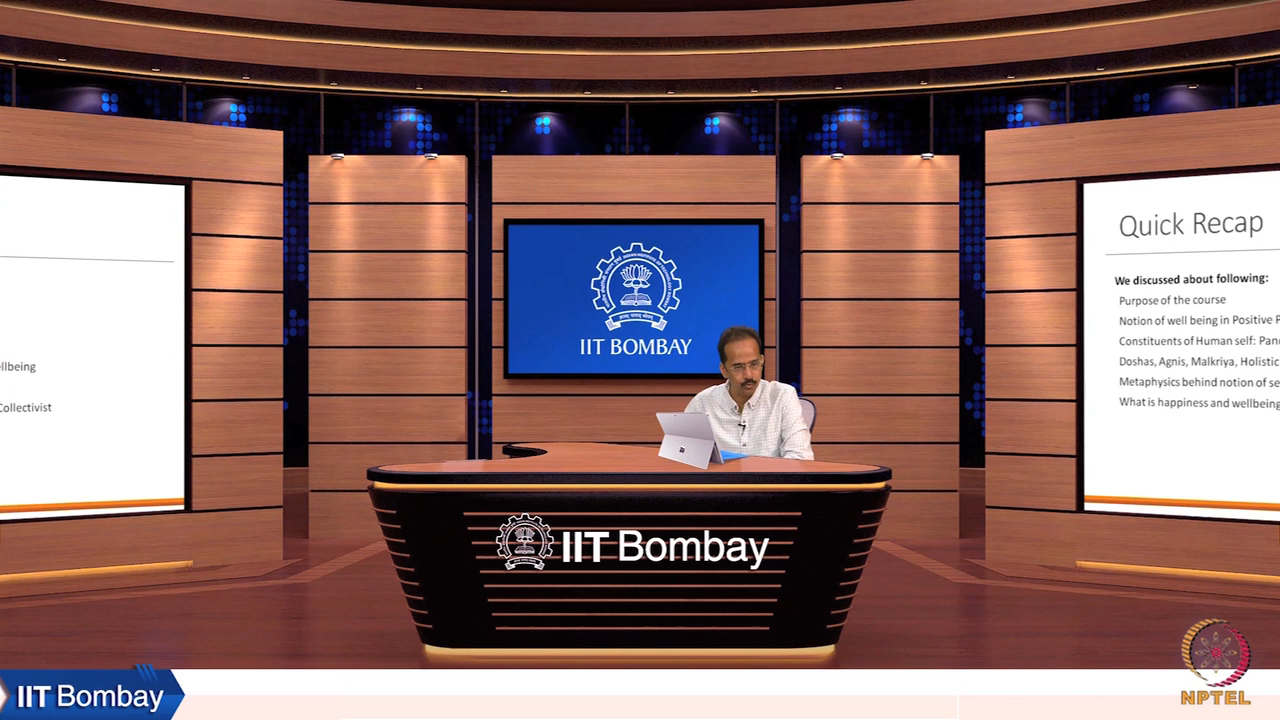 Quick Recap
We discussed about following:
Purpose of the course
Notion of well being in Positive P
Constituents of Human self: Panc
Doshas, Agnis, Malkriya, Holistic
Metaphysics behind notion of se
What is happiness and wellbeing
llbeing
Collectivist
IIT BOMBAY
IIT Bombay
IIT Bombay
NPTEL